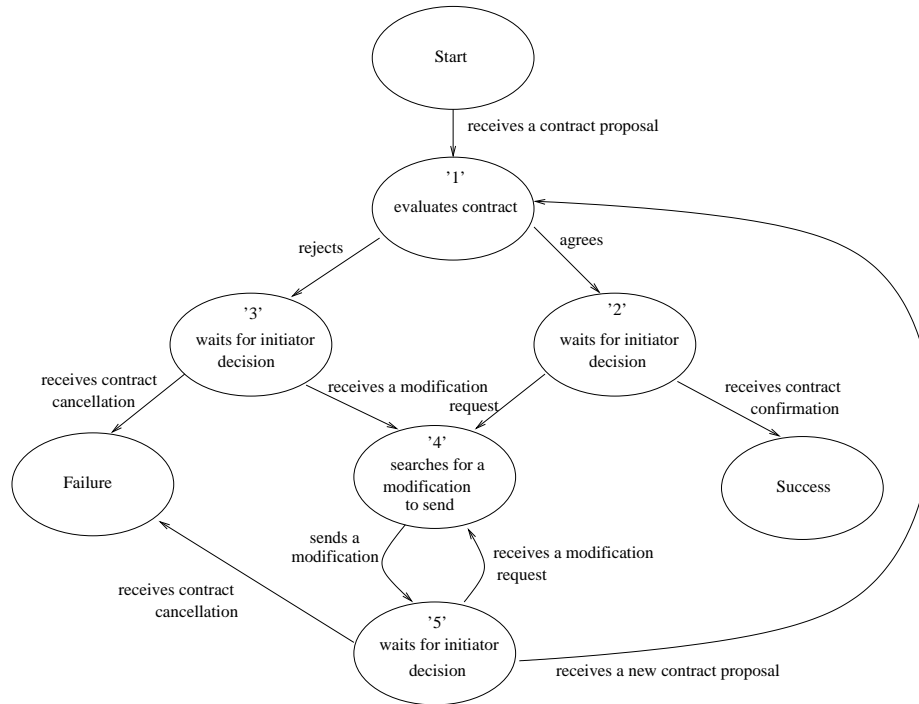 Start
receives a contract proposal
'1'
evaluates contract
rejects
agrees
'3'
waits for initiator
decision
'2'
waits for initiator
decision
receives contract
cancellation
receives a modification
request
receives contract
confirmation
Failure
'4'
searches for a
modification
to send
Success
sends a
modification
receives a modification
request
receives contract
cancellation
'5'
waits for initiator
decision
receives a new contract proposal